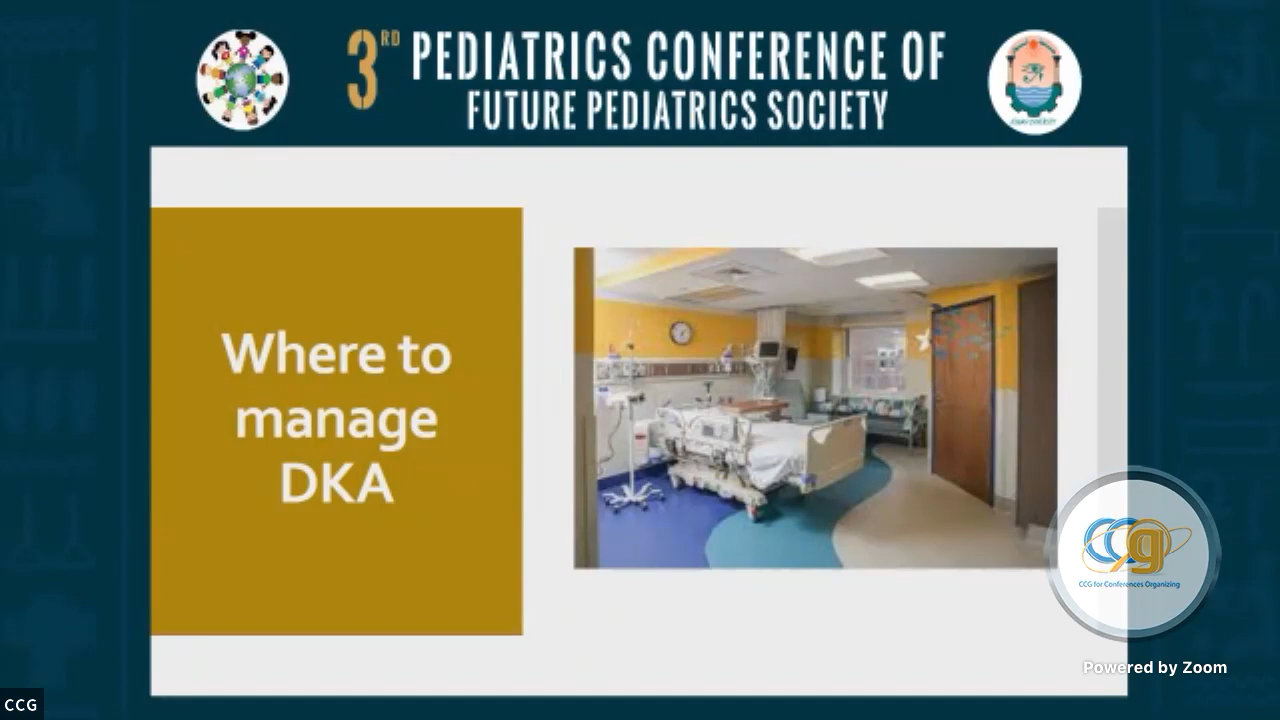 3RD PEDIATRICS CONFERENCE OF
FUTURE PEDIATRICS SOCIETY
Where to
manage
DKA
CCg
CCG for Conferences Organizing
Powered by Zoom
CCG